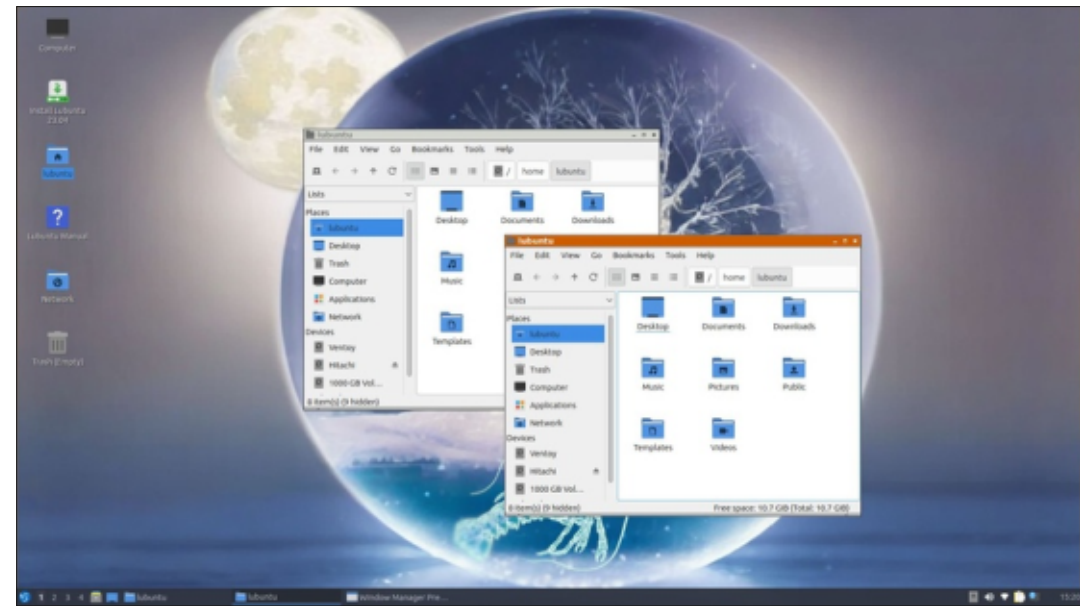 Computer
Install Lubuntu
23.04
lubuntu
Lubuntu Manual
Network
Trash (Empty)
lubuntu
File Edit View Go Bookmarks Tools Help
/ home lubuntu
Lists
Places
lubuntu
Desktop
Trash
Computer
Applications
Network
Devices
Ventoy
Hitachi
1000 GB Vol...
8 item(s) (9 hidden)
Desktop Documents Downloads
Music
Templates
lubuntu
File Edit View Go Bookmarks Tools Help
/ home lubuntu
Lists
Places
lubuntu
Desktop
Trash
Computer
Applications
Network
Devices
Ventoy
Hitachi
1000 GB Vol...
Desktop Documents Downloads
Music Pictures Public
Templates Videos
8 item(s) (9 hidden) Free space: 10.7 GiB (Total: 10.7 GiB)
1 2 3 4 lubuntu lubuntu Window Manager Pre... 13:20